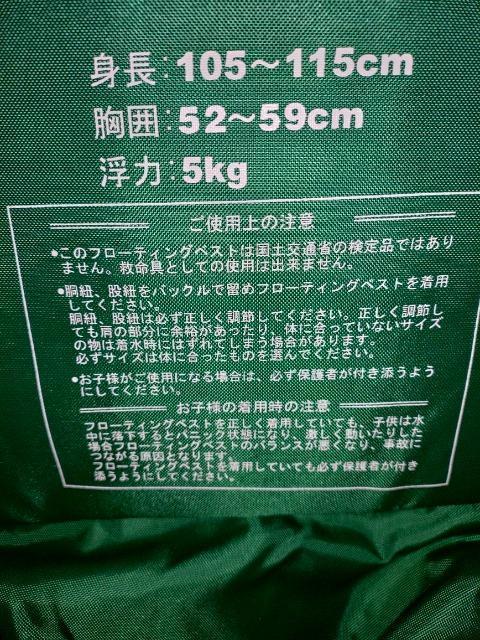 身長:105～115cm
胸囲:52～59cm
浮力:5kg
ご使用上の注意
●このフローティングベストは国土交通省の検定品ではあり
ません。救命具としての使用は出来ません。
●胴紐、股紐をバックルで留めフローティングベストを着用
してください。
胴紐、股紐は必ず正しく調節してください。正しく調節し
ても肩の部分に余裕があったり、体に合っていないサイズ
の物は着水時にはずれてしまう場合があります。
必ずサイズは体に合ったものを選んでください。
●お子様がご使用になる場合は、必ず保護者が付き添うよう
にしてください。
お子様の着用時の注意
フローティングベストを正しく着用していても、子供は水
中に落下するとパニック状態になり、激しく動いたりした
場合フローティングベストのバランスが悪くなり、事故に
つながる原因となります。
フローティングベストを着用していても必ず保護者が付き
添うようにしてください。